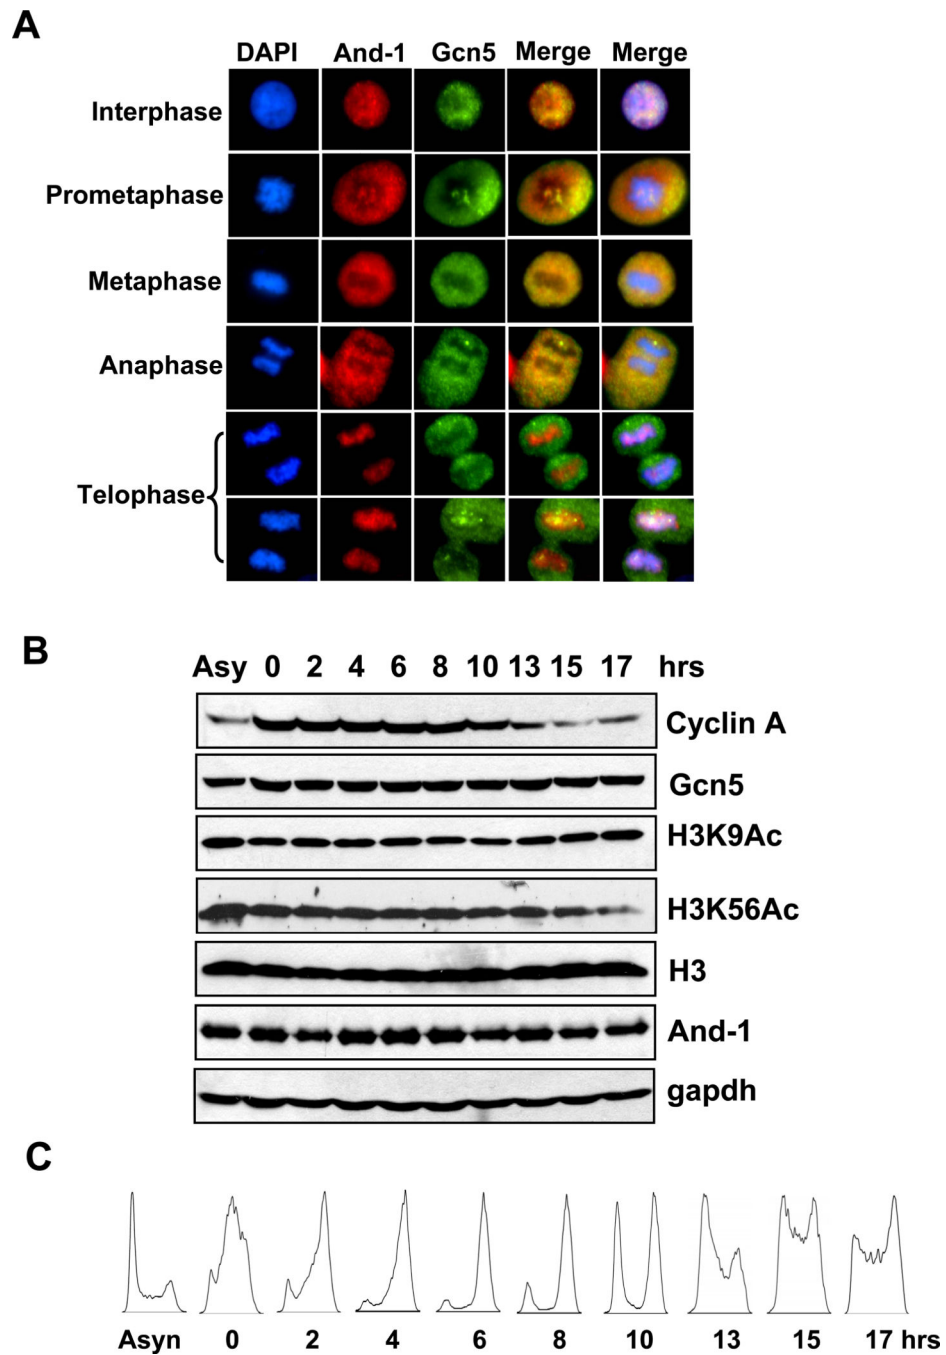 A
DAPI And-1 Gcn5 Merge Merge
Interphase
Prometaphase
Metaphase
Anaphase
Telophase
B
Asy 0 2 4 6 8 10 13 15 17 hrs
Cyclin A
Gcn5
H3K9Ac
H3K56Ac
H3
And-1
gapdh
C
Asyn 0 2 4 6 8 10 13 15 17 hrs